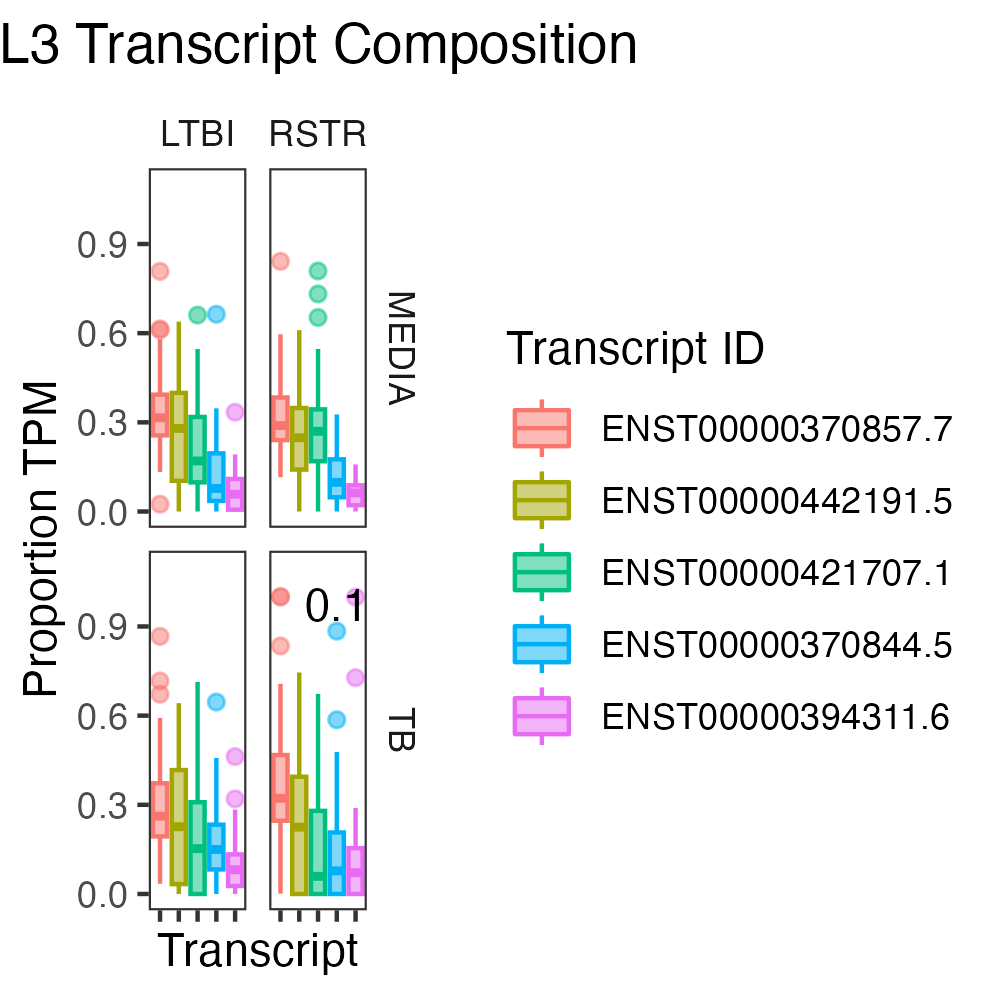 L3 Transcript Composition
LTBI RSTR
0.9
0.6
0.3
0.0
MEDIA
0.9
0.6
0.3
0.0
0.1
TB
Proportion TPM
Transcript
Transcript ID
ENST00000370857.7
ENST00000442191.5
ENST00000421707.1
ENST00000370844.5
ENST00000394311.6